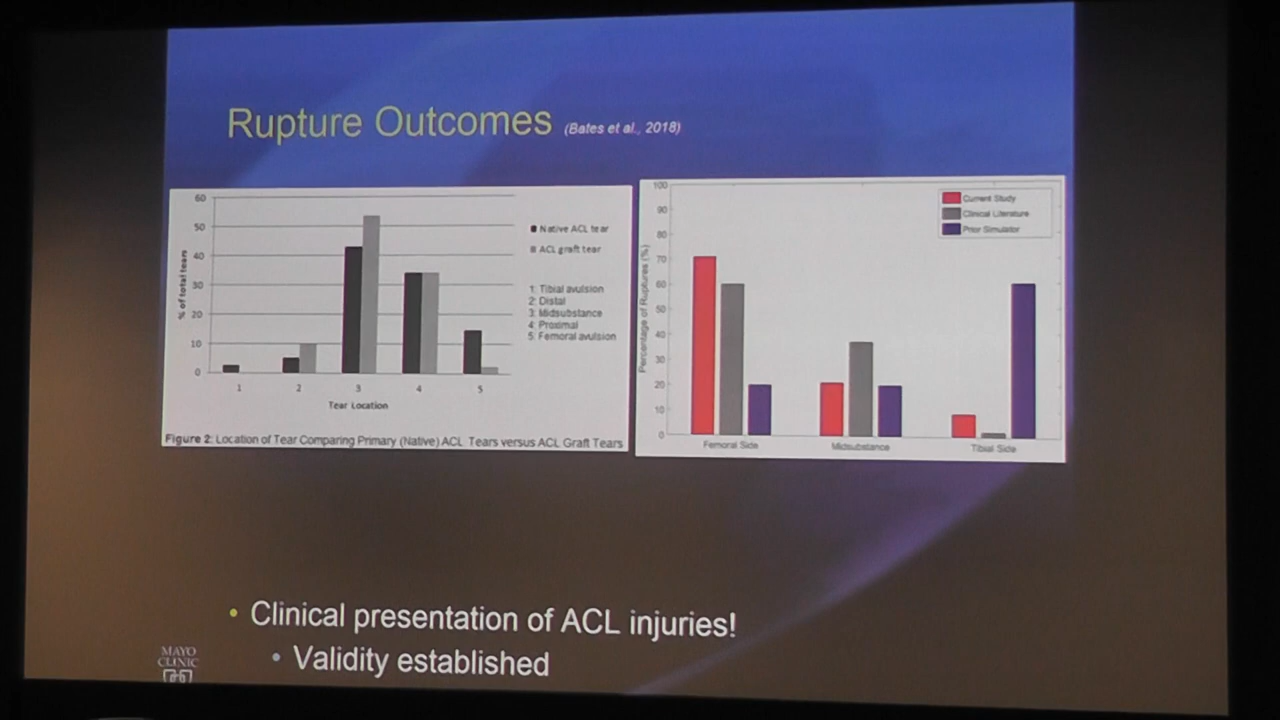 Rupture Outcomes (Bates et al., 2018)
60
50
40
30
20
10
0
% of total tears
1 2 3 4 5
Tear Location
Native ACL tear
ACL graft tear
1: Tibial avulsion
2: Distal
3: Midsubstance
4: Proximal
5: Femoral avulsion
Figure 2: Location of Tear Comparing Primary (Native) ACL Tears versus ACL Graft Tears
100
90
80
70
60
50
40
30
20
10
0
Percentage of Ruptures (%)
Current Study
Clinical Literature
Prior Simulator
Femoral Side Midsubstance Tibial Side
• Clinical presentation of ACL injuries!
• Validity established
MAYO
CLINIC